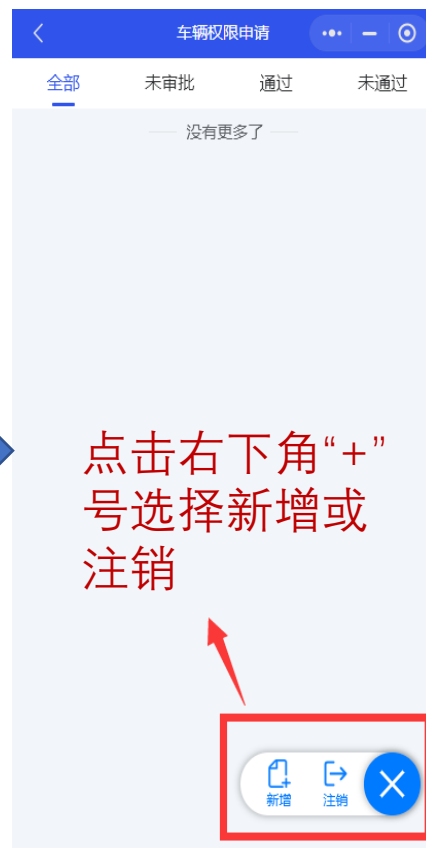 车辆权限申请
全部 未审批 通过 未通过
没有更多了
点击右下角“+”
号选择新增或
注销
新增 注销